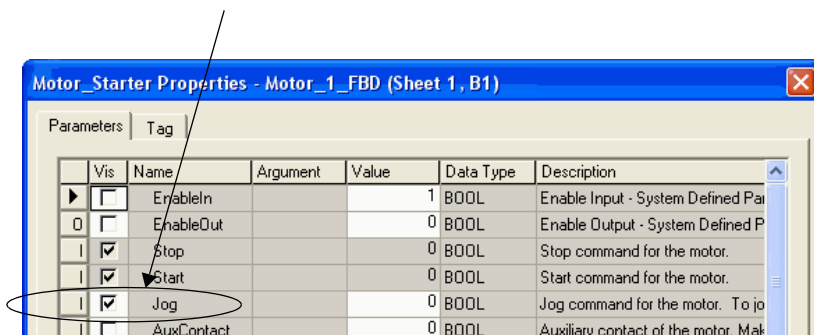 Motor_Starter Properties - Motor_1_FBD (Sheet 1, B1)
Parameters Tag
Vis Name Argument Value Data Type Description
EnableIn 1 BOOL Enable Input - System Defined Par
O EnableOut 0 BOOL Enable Output - System Defined P
I Stop 0 BOOL Stop command for the motor.
I Start 0 BOOL Start command for the motor.
I Jog 0 BOOL Jog command for the motor. To jo
I AuxContact 0 BOOL Auxiliary contact of the motor. Mak